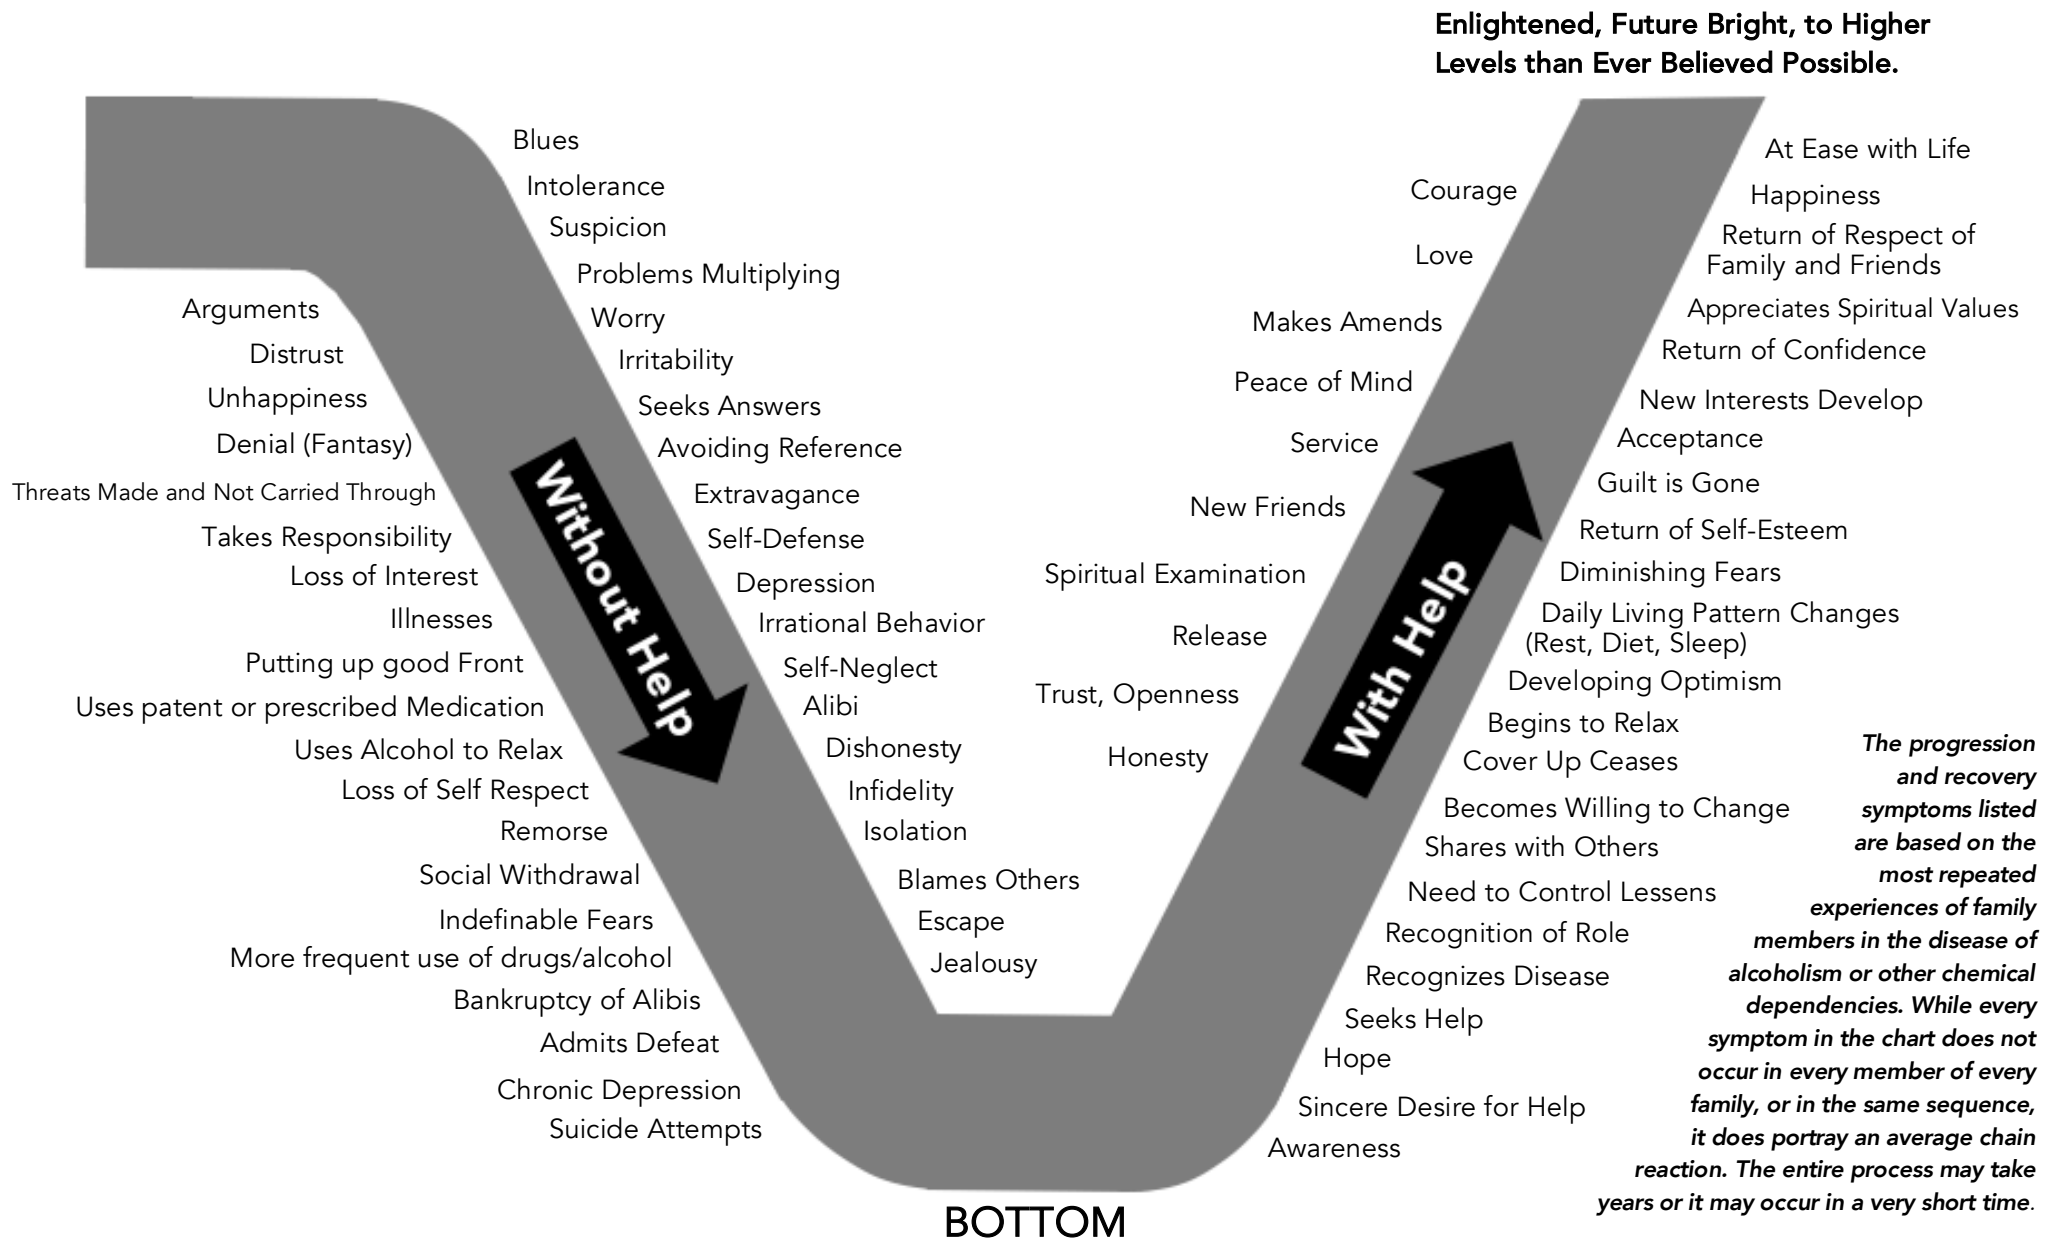 Enlightened, Future Bright, to Higher
Levels than Ever Believed Possible.
Blues
Intolerance
Suspicion
Problems Multiplying
Worry
Irritability
Seeks Answers
Avoiding Reference
Extravagance
Self-Defense
Depression
Irrational Behavior
Self-Neglect
Alibi
Dishonesty
Infidelity
Isolation
Blames Others
Escape
Jealousy
Arguments
Distrust
Unhappiness
Denial (Fantasy)
Threats Made and Not Carried Through
Takes Responsibility
Loss of Interest
Illnesses
Putting up good Front
Uses patent or prescribed Medication
Uses Alcohol to Relax
Loss of Self Respect
Remorse
Social Withdrawal
Indefinable Fears
More frequent use of drugs/alcohol
Bankruptcy of Alibis
Admits Defeat
Chronic Depression
Suicide Attempts
Without Help
BOTTOM
With Help
Courage
Love
Makes Amends
Peace of Mind
Service
New Friends
Spiritual Examination
Release
Trust, Openness
Honesty
At Ease with Life
Happiness
Return of Respect of
Family and Friends
Appreciates Spiritual Values
Return of Confidence
New Interests Develop
Acceptance
Guilt is Gone
Return of Self-Esteem
Diminishing Fears
Daily Living Pattern Changes
(Rest, Diet, Sleep)
Developing Optimism
Begins to Relax
Cover Up Ceases
Becomes Willing to Change
Shares with Others
Need to Control Lessens
Recognition of Role
Recognizes Disease
Seeks Help
Hope
Sincere Desire for Help
Awareness
The progression
and recovery
symptoms listed
are based on the
most repeated
experiences of family
members in the disease of
alcoholism or other chemical
dependencies. While every
symptom in the chart does not
occur in every member of every
family, or in the same sequence,
it does portray an average chain
reaction. The entire process may take
years or it may occur in a very short time.